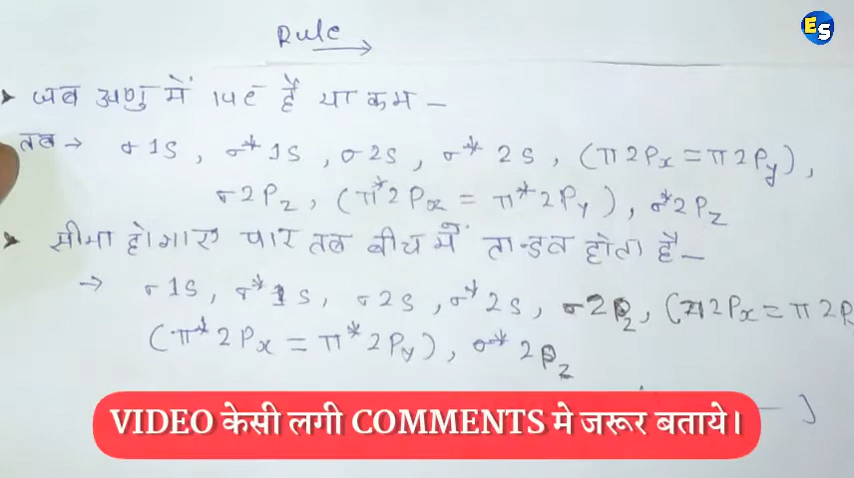 ES
Rule
जब अणु में 14e है या कम –
तब → σ1s, σ*1s, σ2s, σ*2s, (π2Px = π2Py),
σ2Pz, (π*2Px = π*2Py), σ*2Pz
सीमा होगा पार तब बीच में तान्डव होता है –
→ σ1s, σ*1s, σ2s, σ*2s, σ2Pz, (π2Px = π2P
(π*2Px = π*2Py), σ*2Pz
)
VIDEO केसी लगी COMMENTS मे जरूर बताये।